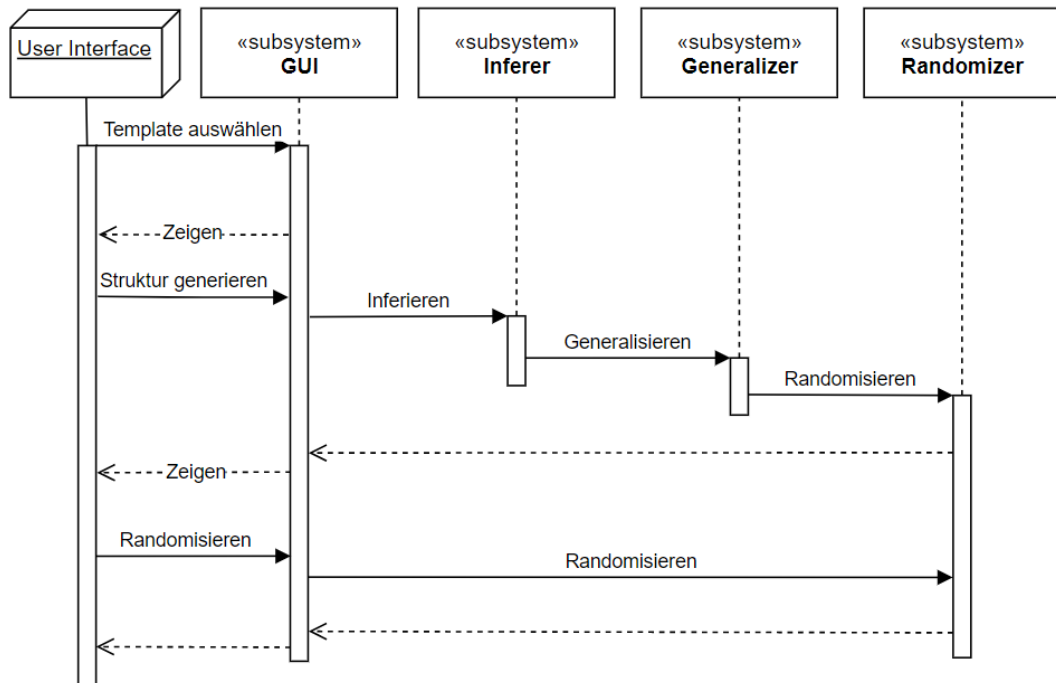 User Interface
«subsystem»
GUI
«subsystem»
Inferer
«subsystem»
Generalizer
«subsystem»
Randomizer
Template auswählen
Zeigen
Struktur generieren
Inferieren
Generalisieren
Randomisieren
Zeigen
Randomisieren
Randomisieren